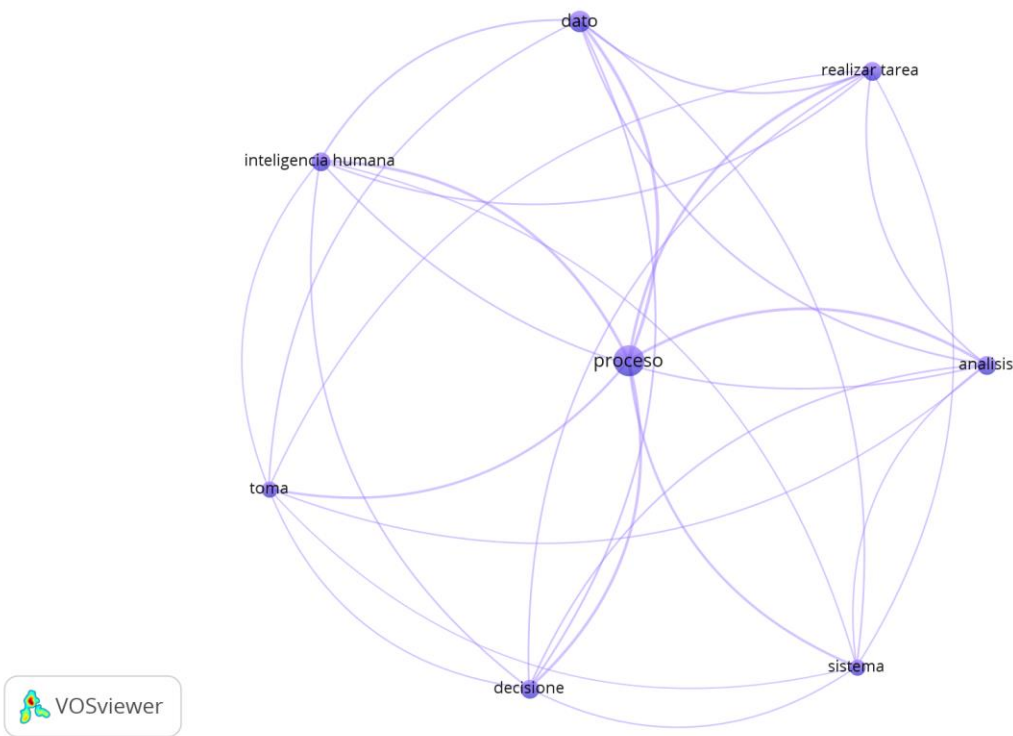 dato
realizar tarea
inteligencia humana
proceso
analisis
toma
sistema
decisione
VOSviewer